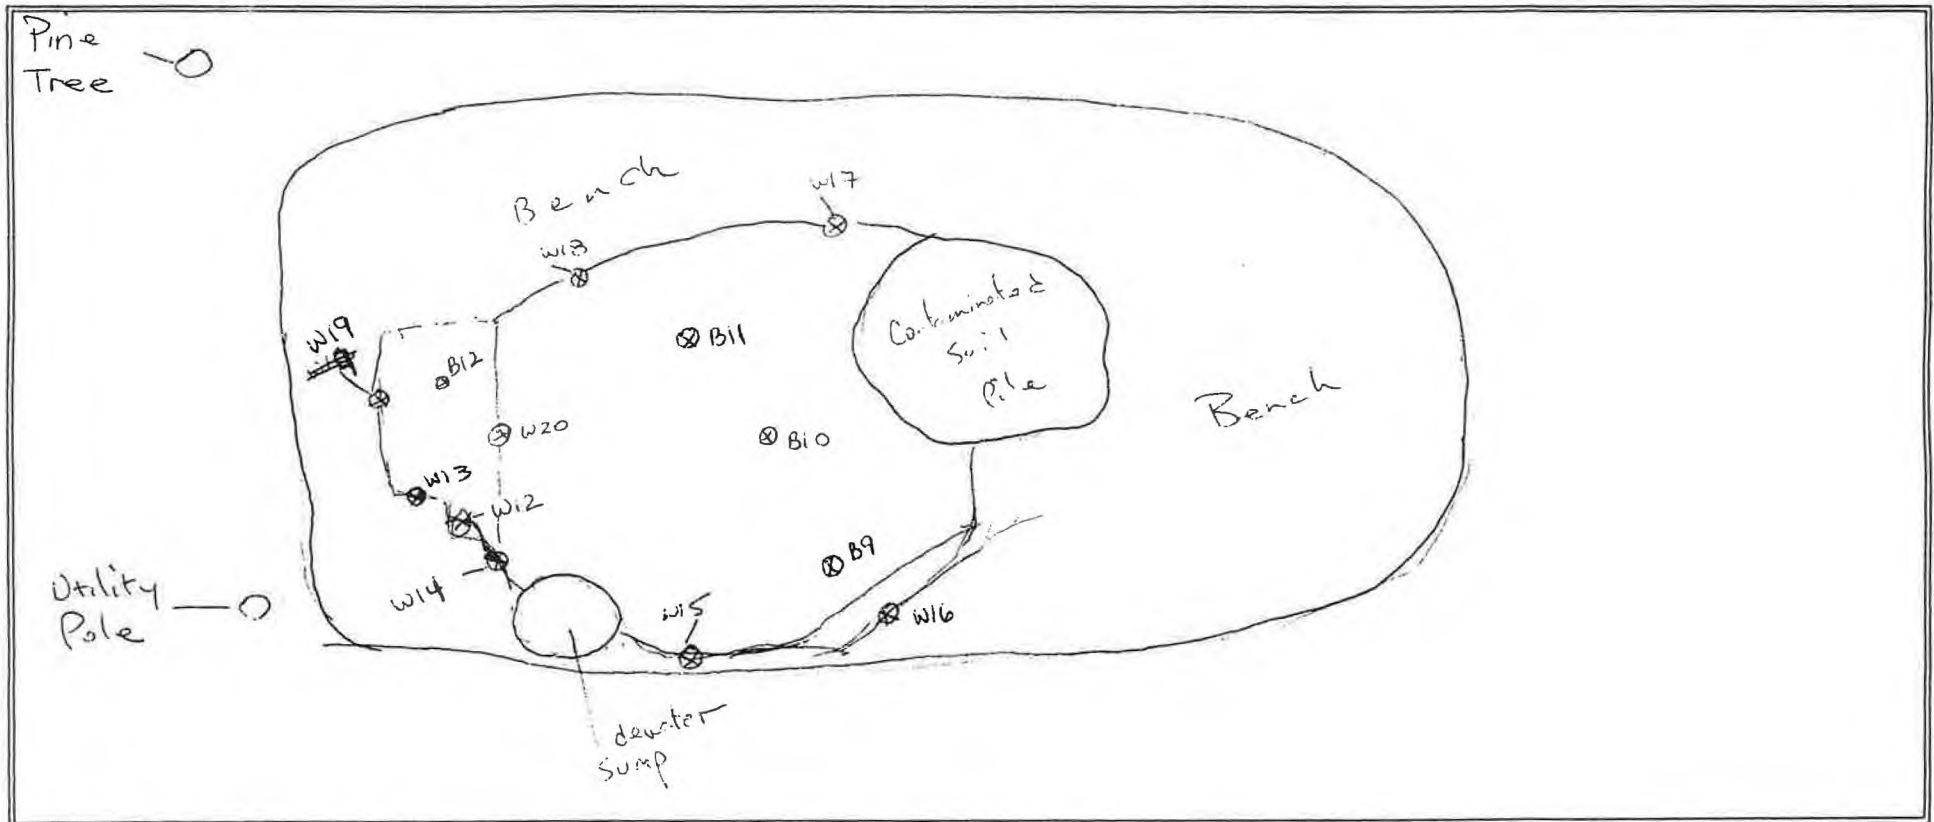 Pine
Tree
Bench
W17
W18
W19
B12
B11
Contaminated
Soil
Pile
Bench
W20
B10
W13
W12
B9
W14
W15
W16
Utility
Pole
dewater
sump